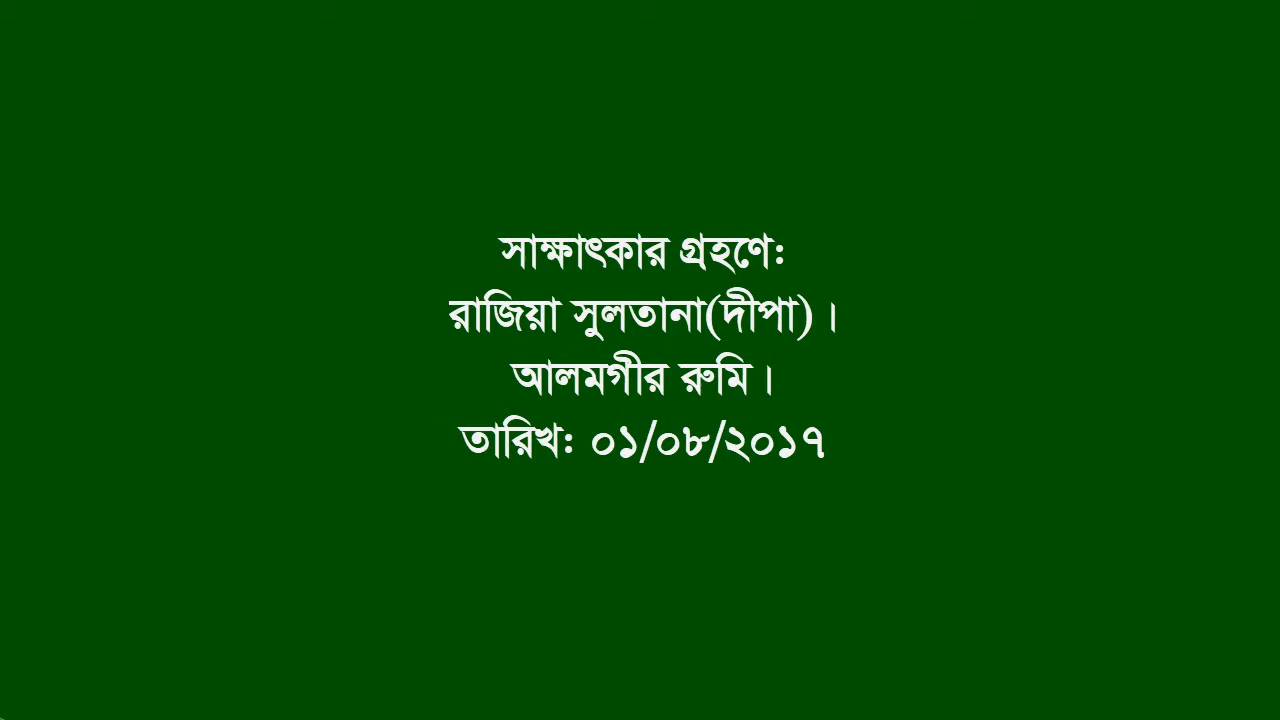 সাক্ষাৎকার গ্রহণে:
রাজিয়া সুলতানা(দীপা)।
আলমগীর রুমি।
তারিখ: ০১/০৮/২০১৭